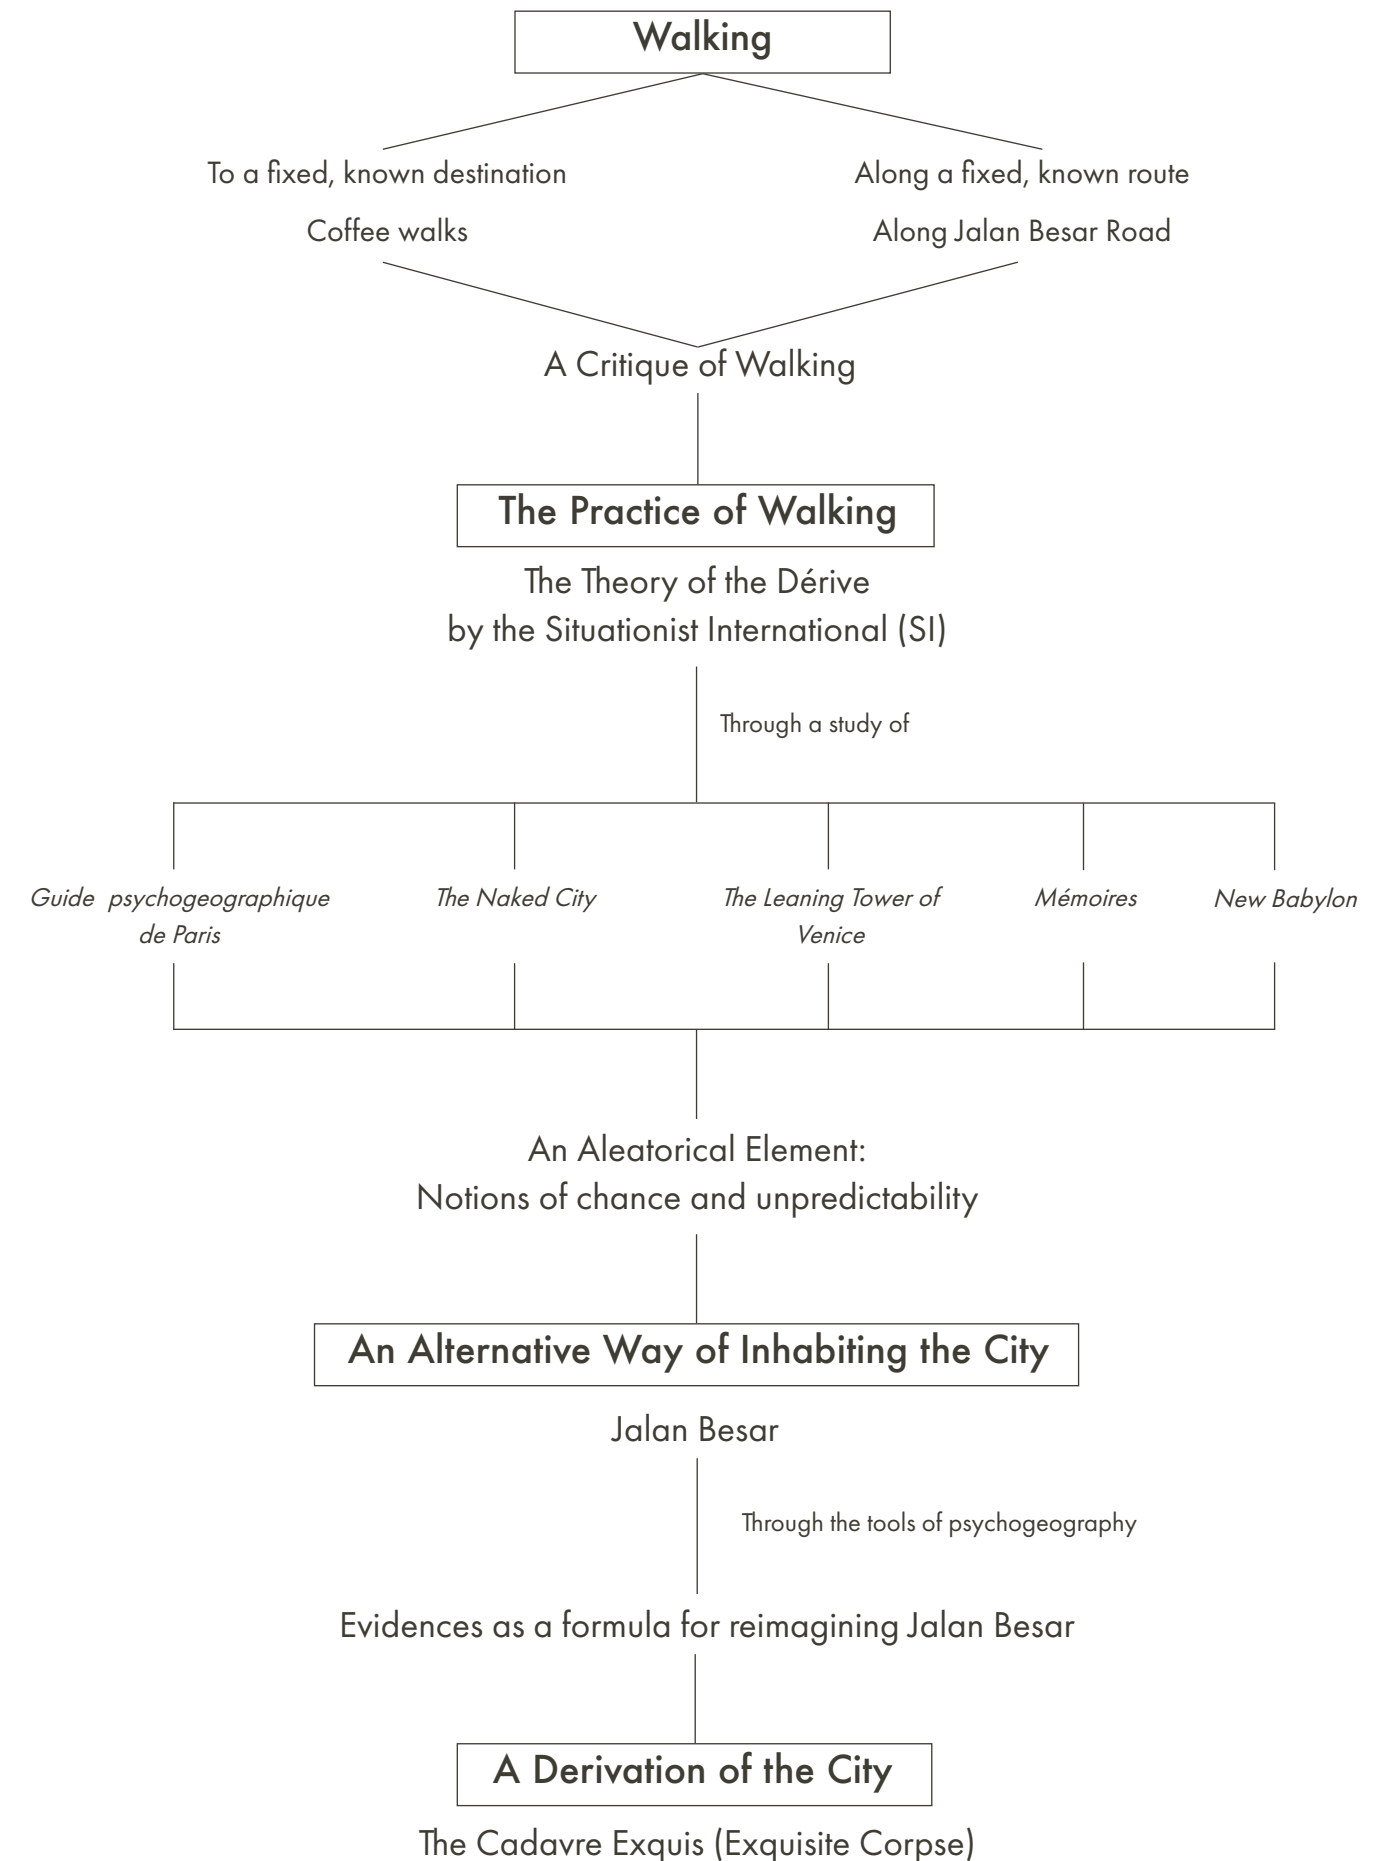 Walking
To a fixed, known destination
Along a fixed, known route
Coffee walks
Along Jalan Besar Road
A Critique of Walking
The Practice of Walking
The Theory of the Dérive
by the Situationist International (SI)
Through a study of
Guide psychogeographique
de Paris
The Naked City
The Leaning Tower of
Venice
Mémoires
New Babylon
An Aleatorical Element:
Notions of chance and unpredictability
An Alternative Way of Inhabiting the City
Jalan Besar
Through the tools of psychogeography
Evidences as a formula for reimagining Jalan Besar
A Derivation of the City
The Cadavre Exquis (Exquisite Corpse)